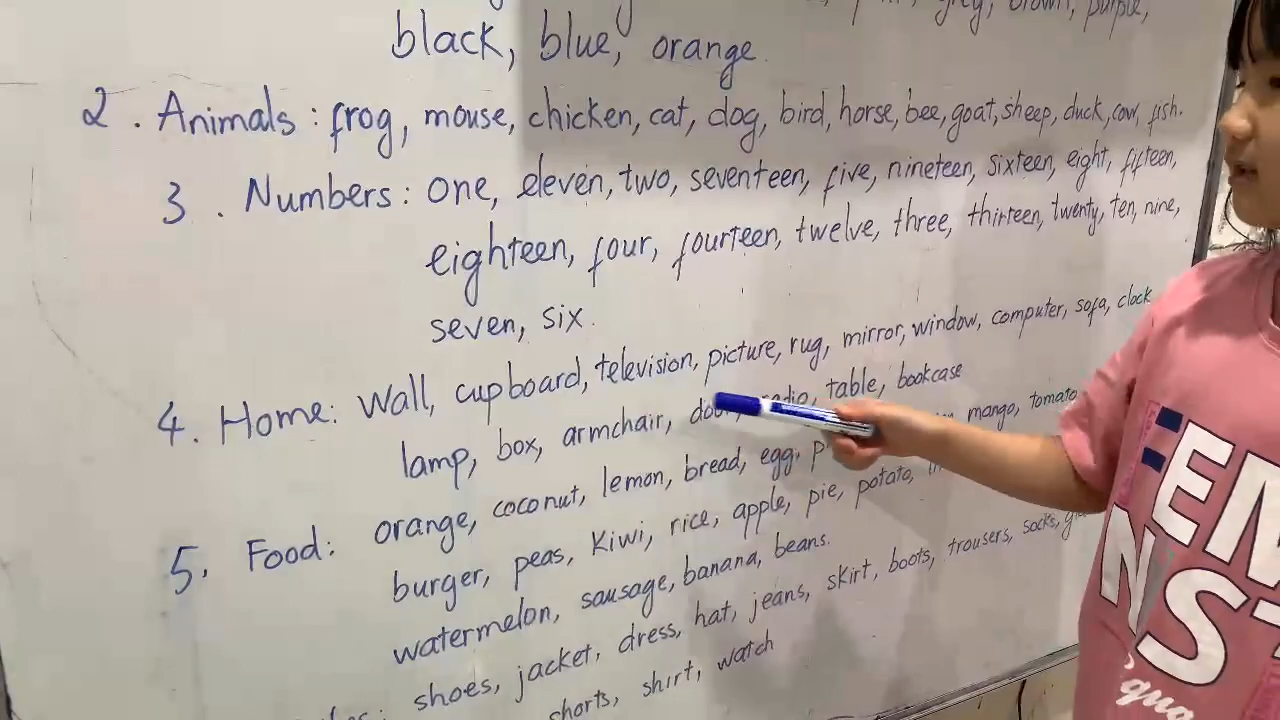 grey, brown, purple,
black, blue, orange.
2. Animals: frog, mouse, chicken, cat, dog, bird, horse, bee, goat, sheep, duck, cow, fish.
3. Numbers: one, eleven, two, seventeen, five, nineteen, sixteen, eight, fifteen,
eighteen, four, fourteen, twelve, three, thirteen, twenty, ten, nine,
seven, six.
4. Home: Wall, cupboard, television, picture, rug, mirror, window, computer, sofa, clock
lamp, box, armchair, table, bookcase
5. Food: orange, coconut, lemon, bread, egg, mango, tomato
burger, peas, Kiwi, rice, apple, pie, potato,
watermelon, sausage, banana, beans.
shoes, jacket, dress, hat, jeans, skirt, boots, trousers, socks,
shorts, shirt, watch